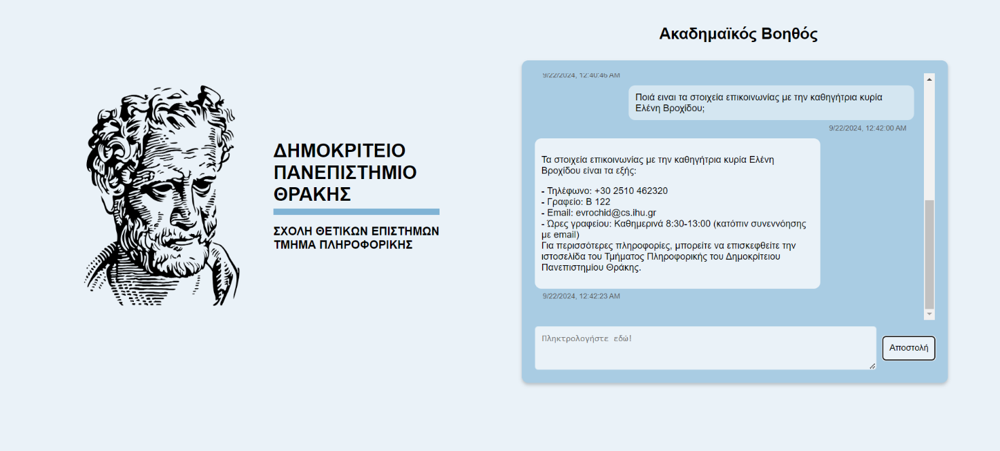 ΔΗΜΟΚΡΙΤΕΙΟ
ΠΑΝΕΠΙΣΤΗΜΙΟ
ΘΡΑΚΗΣ
ΣΧΟΛΗ ΘΕΤΙΚΩΝ ΕΠΙΣΤΗΜΩΝ
ΤΜΗΜΑ ΠΛΗΡΟΦΟΡΙΚΗΣ
Ακαδημαϊκός Βοηθός
9/22/2024, 12:40:46 AM
Ποιά ειναι τα στοιχεία επικοινωνίας με την καθηγήτρια κυρία
Ελένη Βροχίδου;
9/22/2024, 12:42:00 AM
Τα στοιχεία επικοινωνίας με την καθηγήτρια κυρία Ελένη
Βροχίδου είναι τα εξής:
- Τηλέφωνο: +30 2510 462320
- Γραφείο: Β 122
- Email: evrochid@cs.ihu.gr
- Ώρες γραφείου: Καθημερινά 8:30-13:00 (κατόπιν συνεννόησης
με email)
Για περισσότερες πληροφορίες, μπορείτε να επισκεφθείτε την
ιστοσελίδα του Τμήματος Πληροφορικής του Δημοκρίτειου
Πανεπιστημίου Θράκης.
9/22/2024, 12:42:23 AM
Πληκτρολογήστε εδώ!
Αποστολή